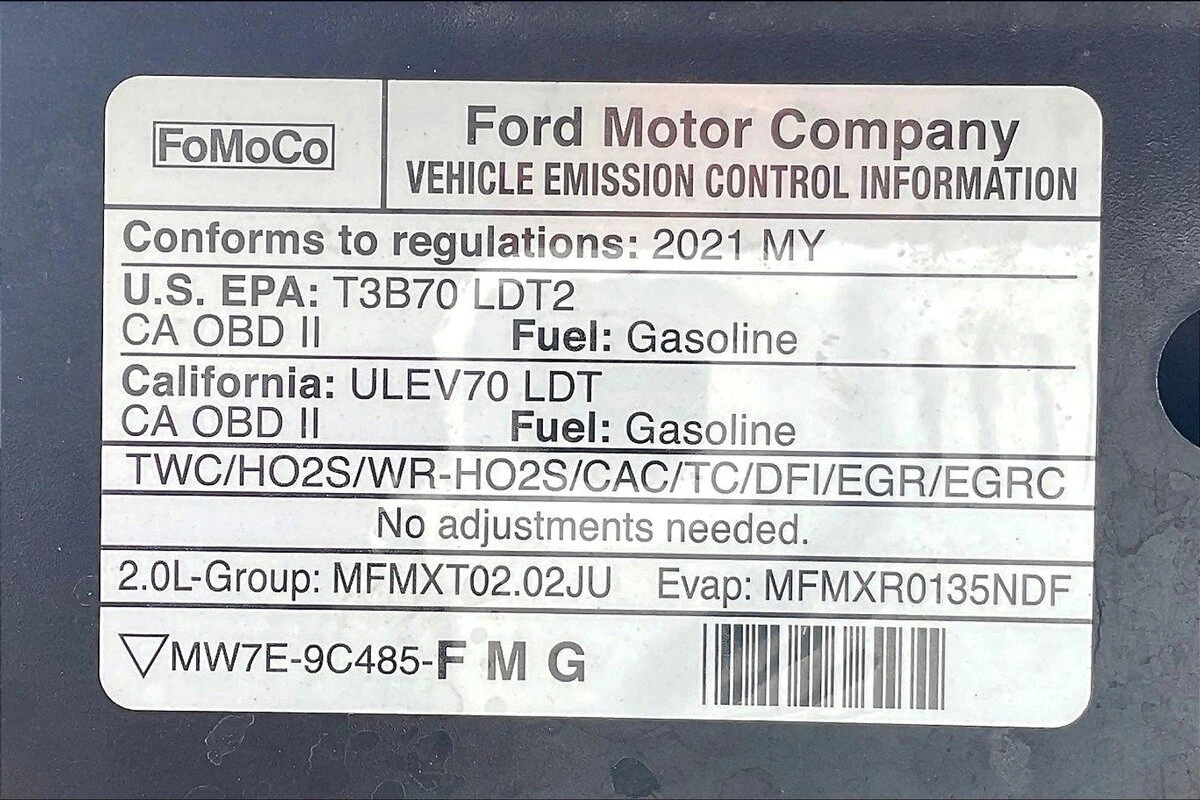 FoMoCo
Ford Motor Company
VEHICLE EMISSION CONTROL INFORMATION
Conforms to regulations: 2021 MY
U.S. EPA: T3B70 LDT2
CA OBD II Fuel: Gasoline
California: ULEV70 LDT
CA OBD II Fuel: Gasoline
TWC/HO2S/WR-HO2S/CAC/TC/DFI/EGR/EGRC
No adjustments needed.
2.0L-Group: MFMXT02.02JU Evap: MFMXR0135NDF
MW7E-9C485-F M G